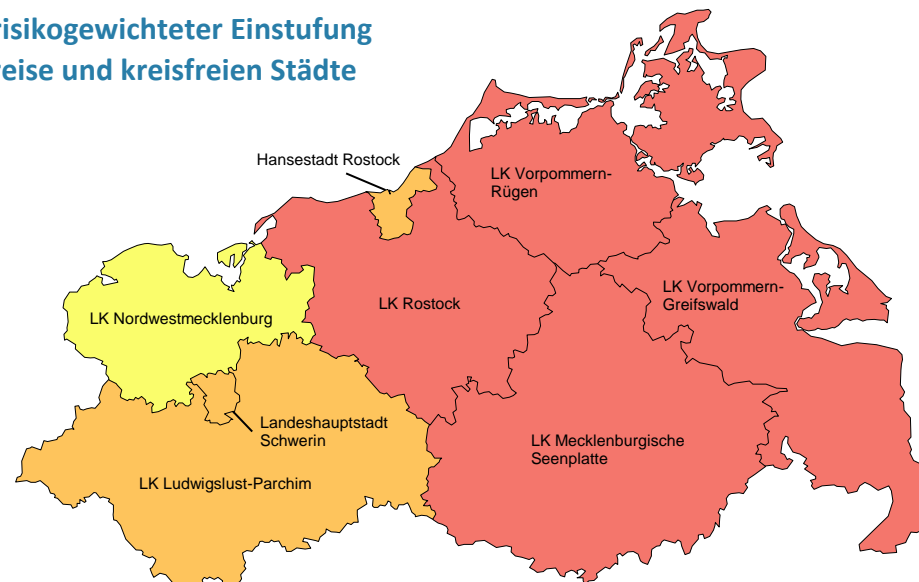 risikogewichteter Einstufung
reise und kreisfreien Städte
Hansestadt Rostock
LK Vorpommern-
Rügen
LK Vorpommern-
Greifswald
LK Rostock
LK Nordwestmecklenburg
Landeshauptstadt
Schwerin
LK Mecklenburgische
Seenplatte
LK Ludwigslust-Parchim